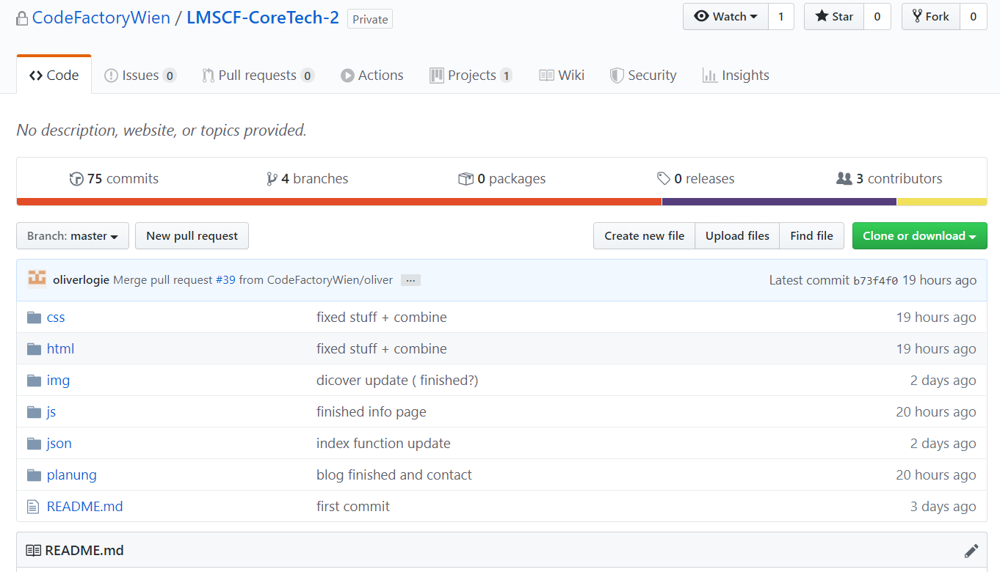 CodeFactoryWien / LMSCF-CoreTech-2 Private Watch 1 Star 0 Fork 0
Code Issues 0 Pull requests 0 Actions Projects 1 Wiki Security Insights
No description, website, or topics provided.
75 commits 4 branches 0 packages 0 releases 3 contributors
Branch: master New pull request Create new file Upload files Find file Clone or download
oliverlogie Merge pull request #39 from CodeFactoryWien/oliver ... Latest commit b73f4f0 19 hours ago
css fixed stuff + combine 19 hours ago
html fixed stuff + combine 19 hours ago
img dicover update ( finished?) 2 days ago
js finished info page 20 hours ago
json index function update 2 days ago
planung blog finished and contact 20 hours ago
README.md first commit 3 days ago
README.md